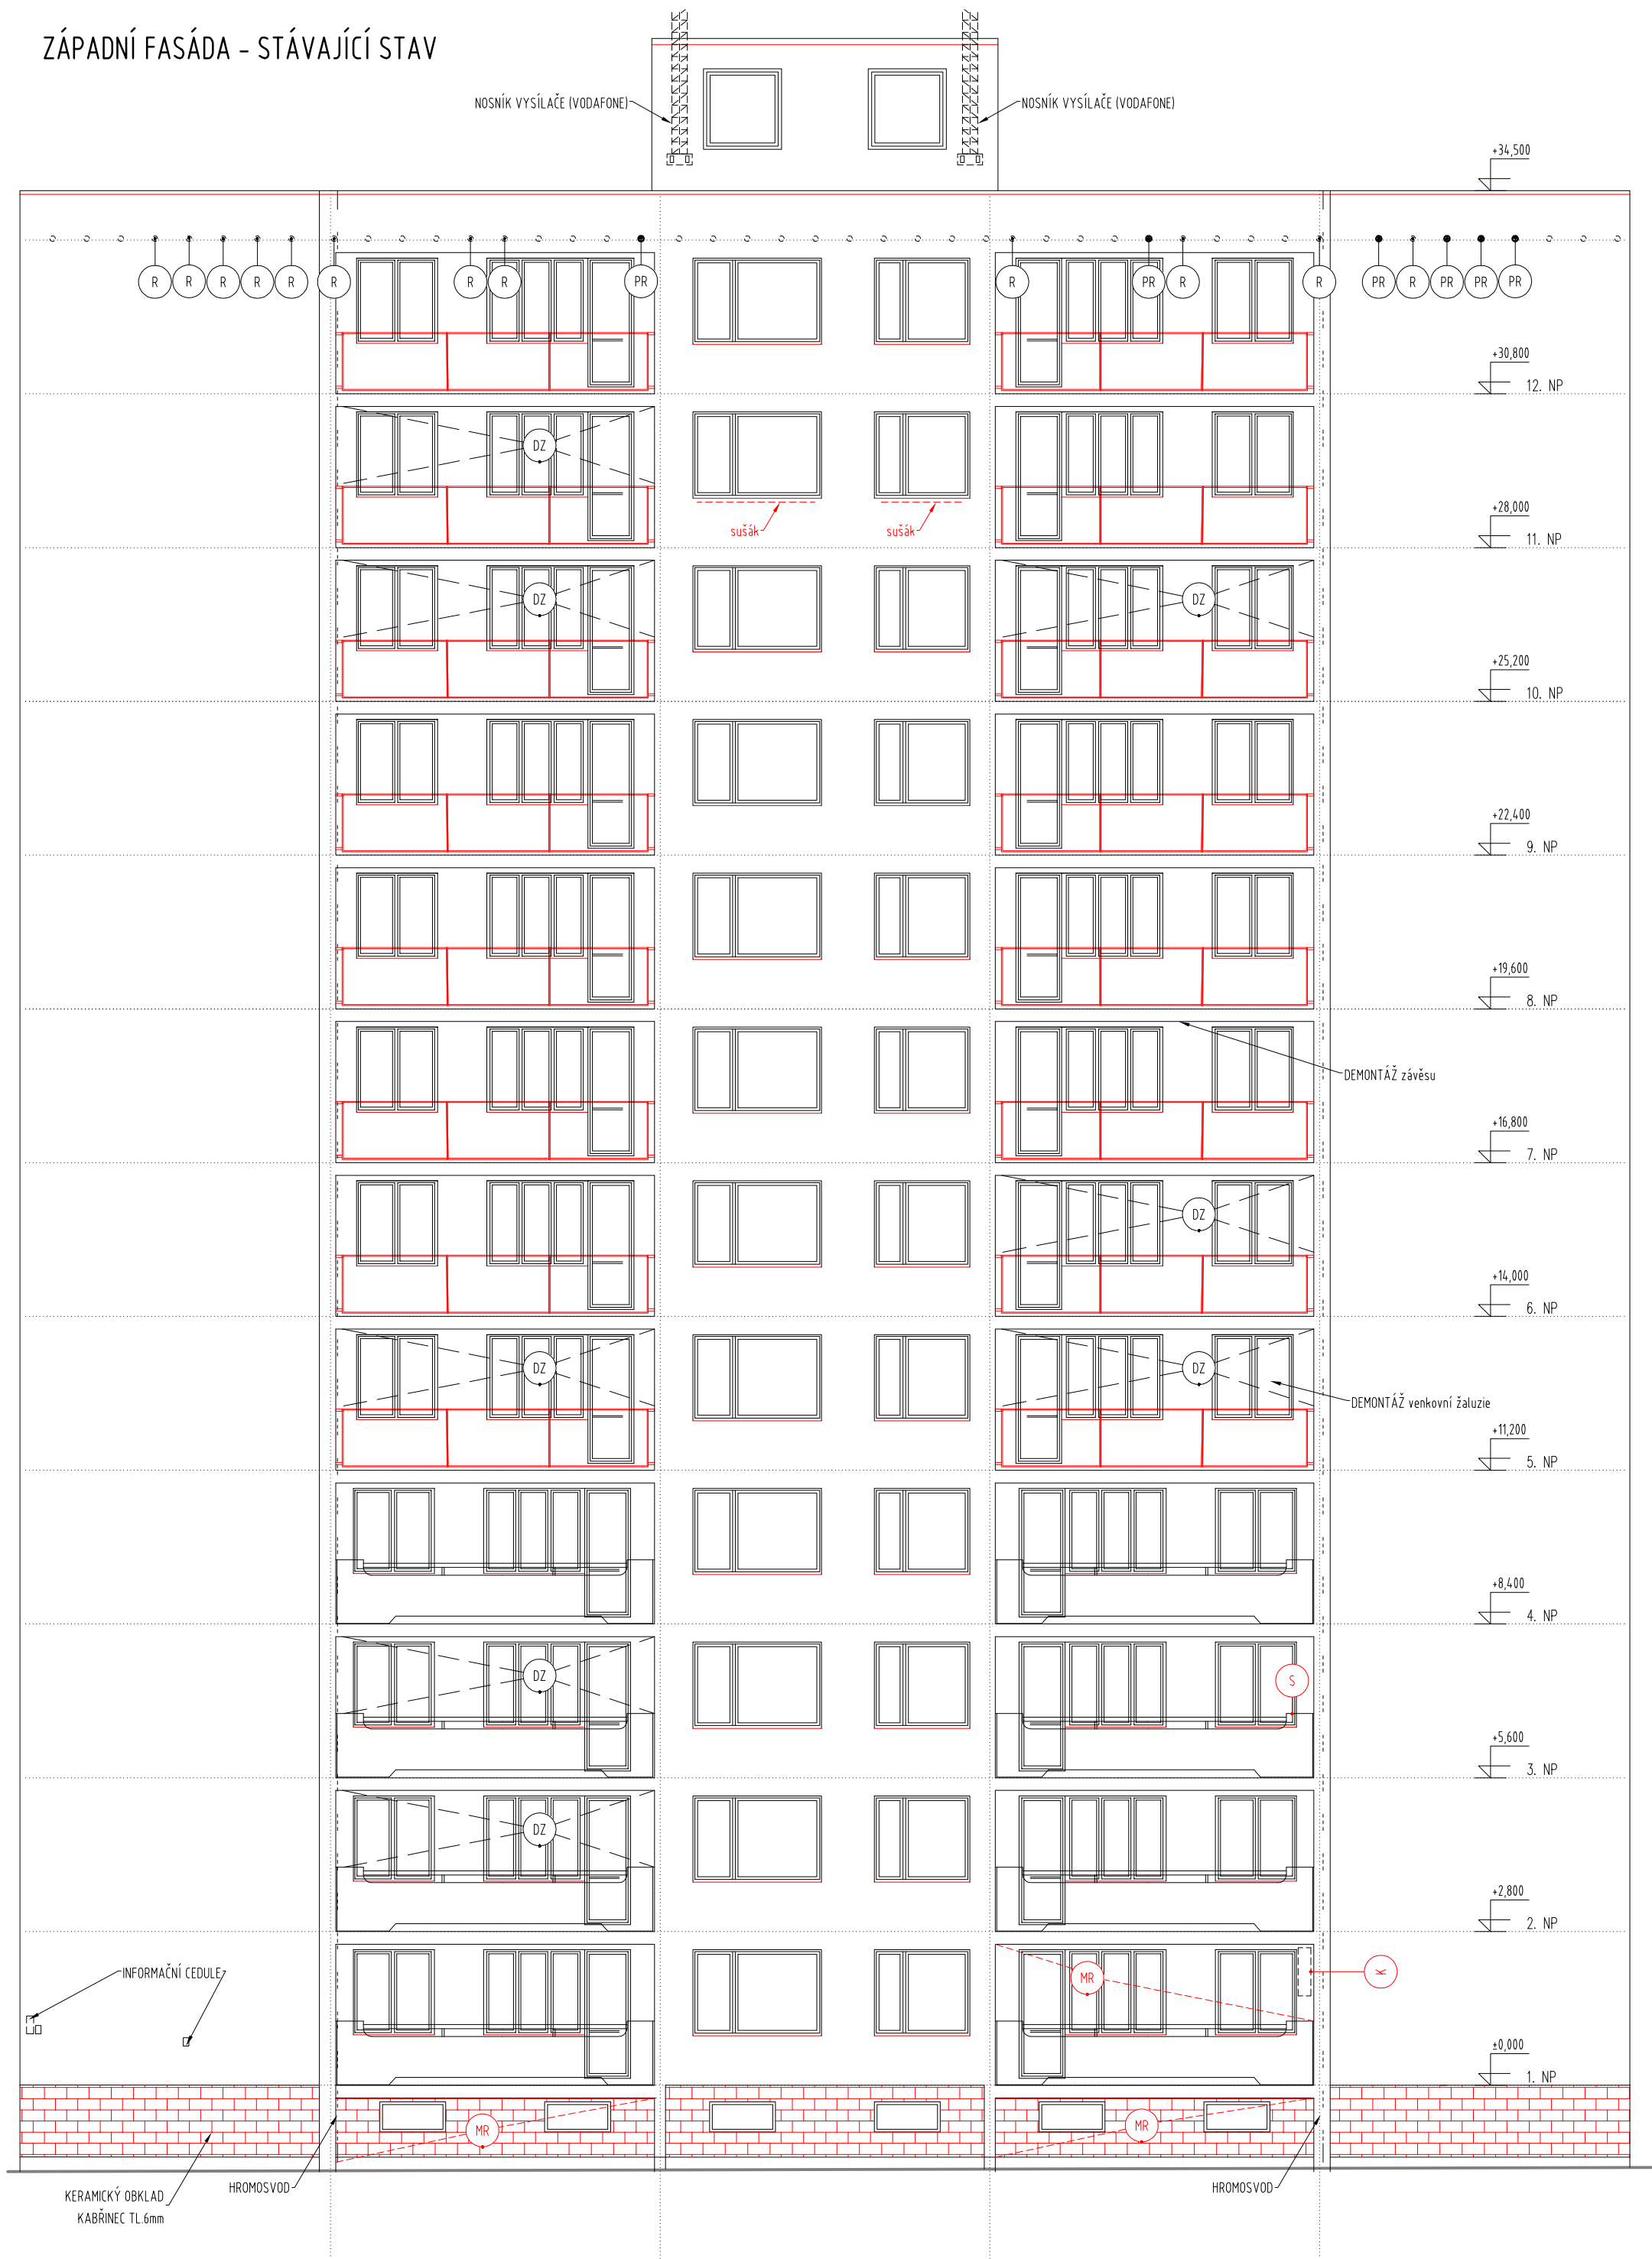 ZÁPADNÍ FASÁDA - STÁVAJÍCÍ STAV
NOSNÍK VYSÍLAČE (VODAFONE)
NOSNÍK VYSÍLAČE (VODAFONE)
+34,500
R R R R R R R R PR R PR R R PR R PR PR PR
+30,800
12. NP
DZ
sušák
sušák
+28,000
11. NP
DZ
DZ
+25,200
10. NP
+22,400
9. NP
+19,600
8. NP
DEMONTÁŽ závěsu
+16,800
7. NP
DZ
+14,000
6. NP
DZ
DZ
DEMONTÁŽ venkovní žaluzie
+11,200
5. NP
+8,400
4. NP
DZ
S
+5,600
3. NP
DZ
+2,800
2. NP
INFORMAČNÍ CEDULE
MR
K
±0,000
1. NP
MR
MR
HROMOSVOD
HROMOSVOD
KERAMICKÝ OBKLAD
KABŘINEC TL.6mm